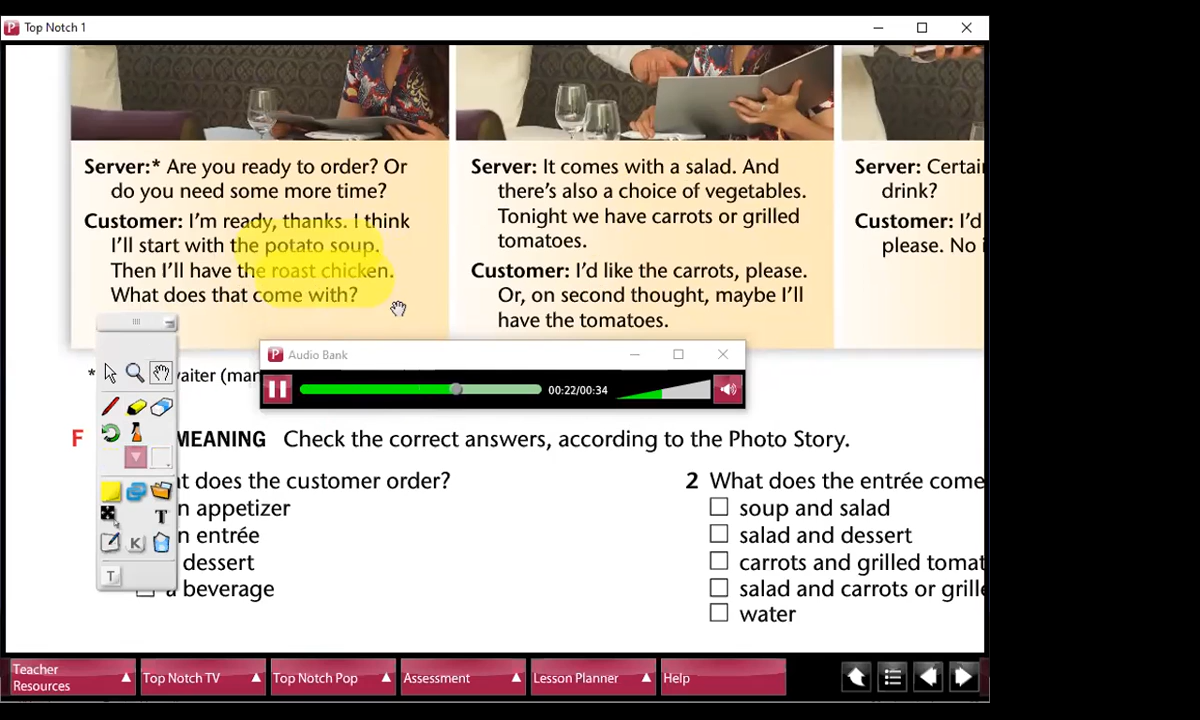 Top Notch 1
Server:* Are you ready to order? Or
do you need some more time?
Customer: I'm ready, thanks. I think
I'll start with the potato soup.
Then I'll have the roast chicken.
What does that come with?
Server: It comes with a salad. And
there's also a choice of vegetables.
Tonight we have carrots or grilled
tomatoes.
Customer: I'd like the carrots, please.
Or, on second thought, maybe I'll
have the tomatoes.
Server: Certai
drink?
Customer: I'd
please. No i
Audio Bank
00:22/00:34
* vaiter (mar
F MEANING Check the correct answers, according to the Photo Story.
t does the customer order?
n appetizer
n entrée
dessert
a beverage
2 What does the entrée come
soup and salad
salad and dessert
carrots and grilled tomat
salad and carrots or grille
water
T
K
T
Teacher
Resources
Top Notch TV
Top Notch Pop
Assessment
Lesson Planner
Help